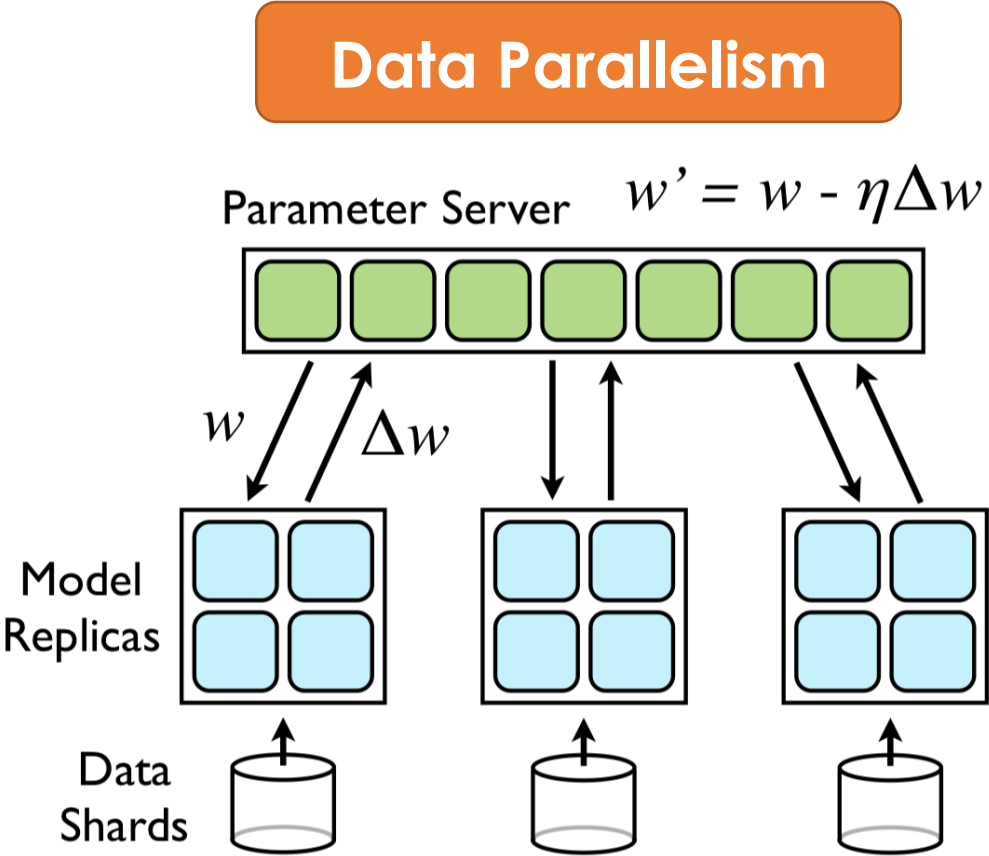 Data Parallelism
Parameter Server
w’ = w - ηΔw
w
Δw
Model
Replicas
Data
Shards